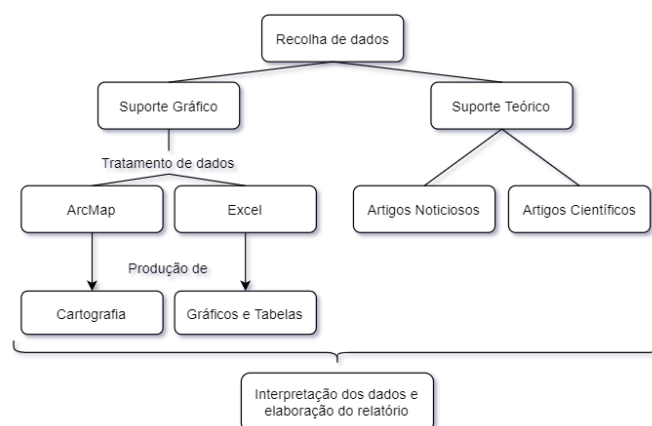 Recolha de dados
Suporte Gráfico
Suporte Teórico
Tratamento de dados
ArcMap
Excel
Artigos Noticiosos
Artigos Científicos
Produção de
Cartografia
Gráficos e Tabelas
Interpretação dos dados e
elaboração do relatório